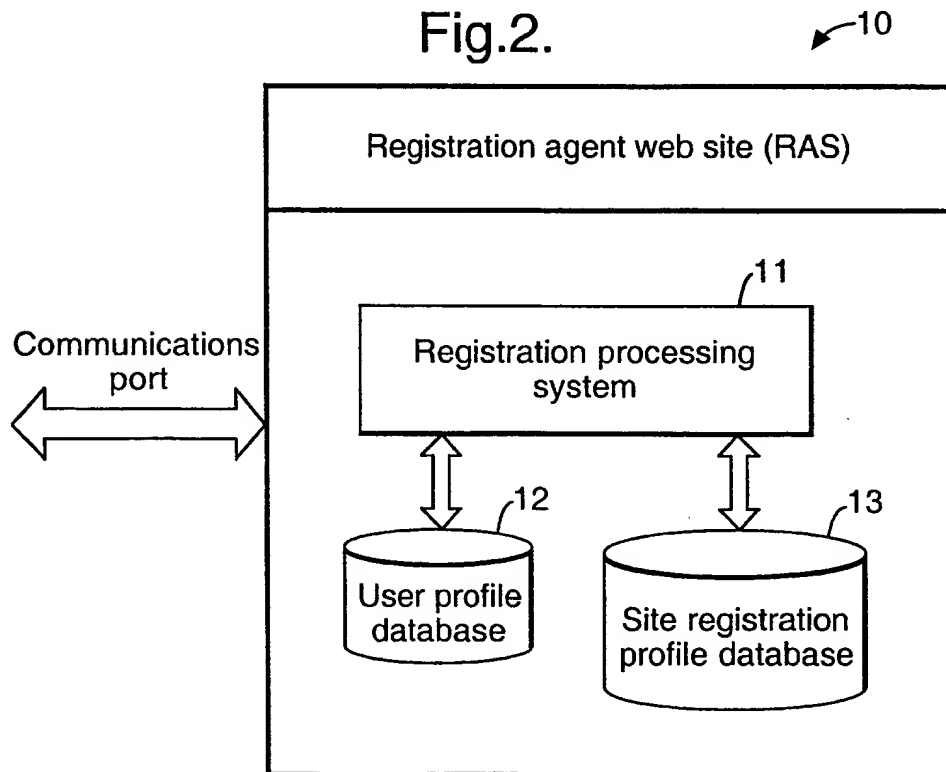 Fig.2.
10
Registration agent web site (RAS)
11
Registration processing
system
Communications
port
12
User profile
database
13
Site registration
profile database